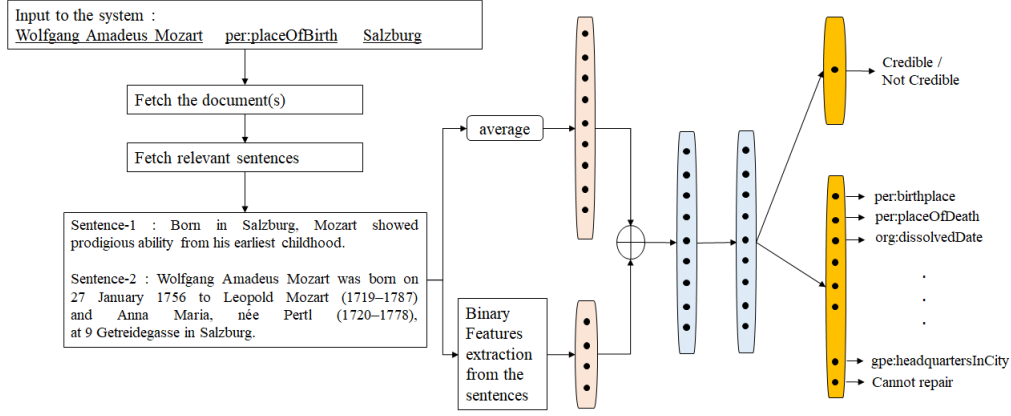 Input to the system :
Wolfgang Amadeus Mozart per:placeOfBirth Salzburg
Fetch the document(s)
Fetch relevant sentences
Sentence-1 : Born in Salzburg, Mozart showed
prodigious ability from his earliest childhood.
Sentence-2 : Wolfgang Amadeus Mozart was born on
27 January 1756 to Leopold Mozart (1719–1787)
and Anna Maria, née Pertl (1720–1778),
at 9 Getreidegasse in Salzburg.
average
Binary
Features
extraction
from the
sentences
Credible /
Not Credible
per:birthplace
per:placeOfDeath
org:dissolvedDate
.
.
.
gpe:headquartersInCity
Cannot repair